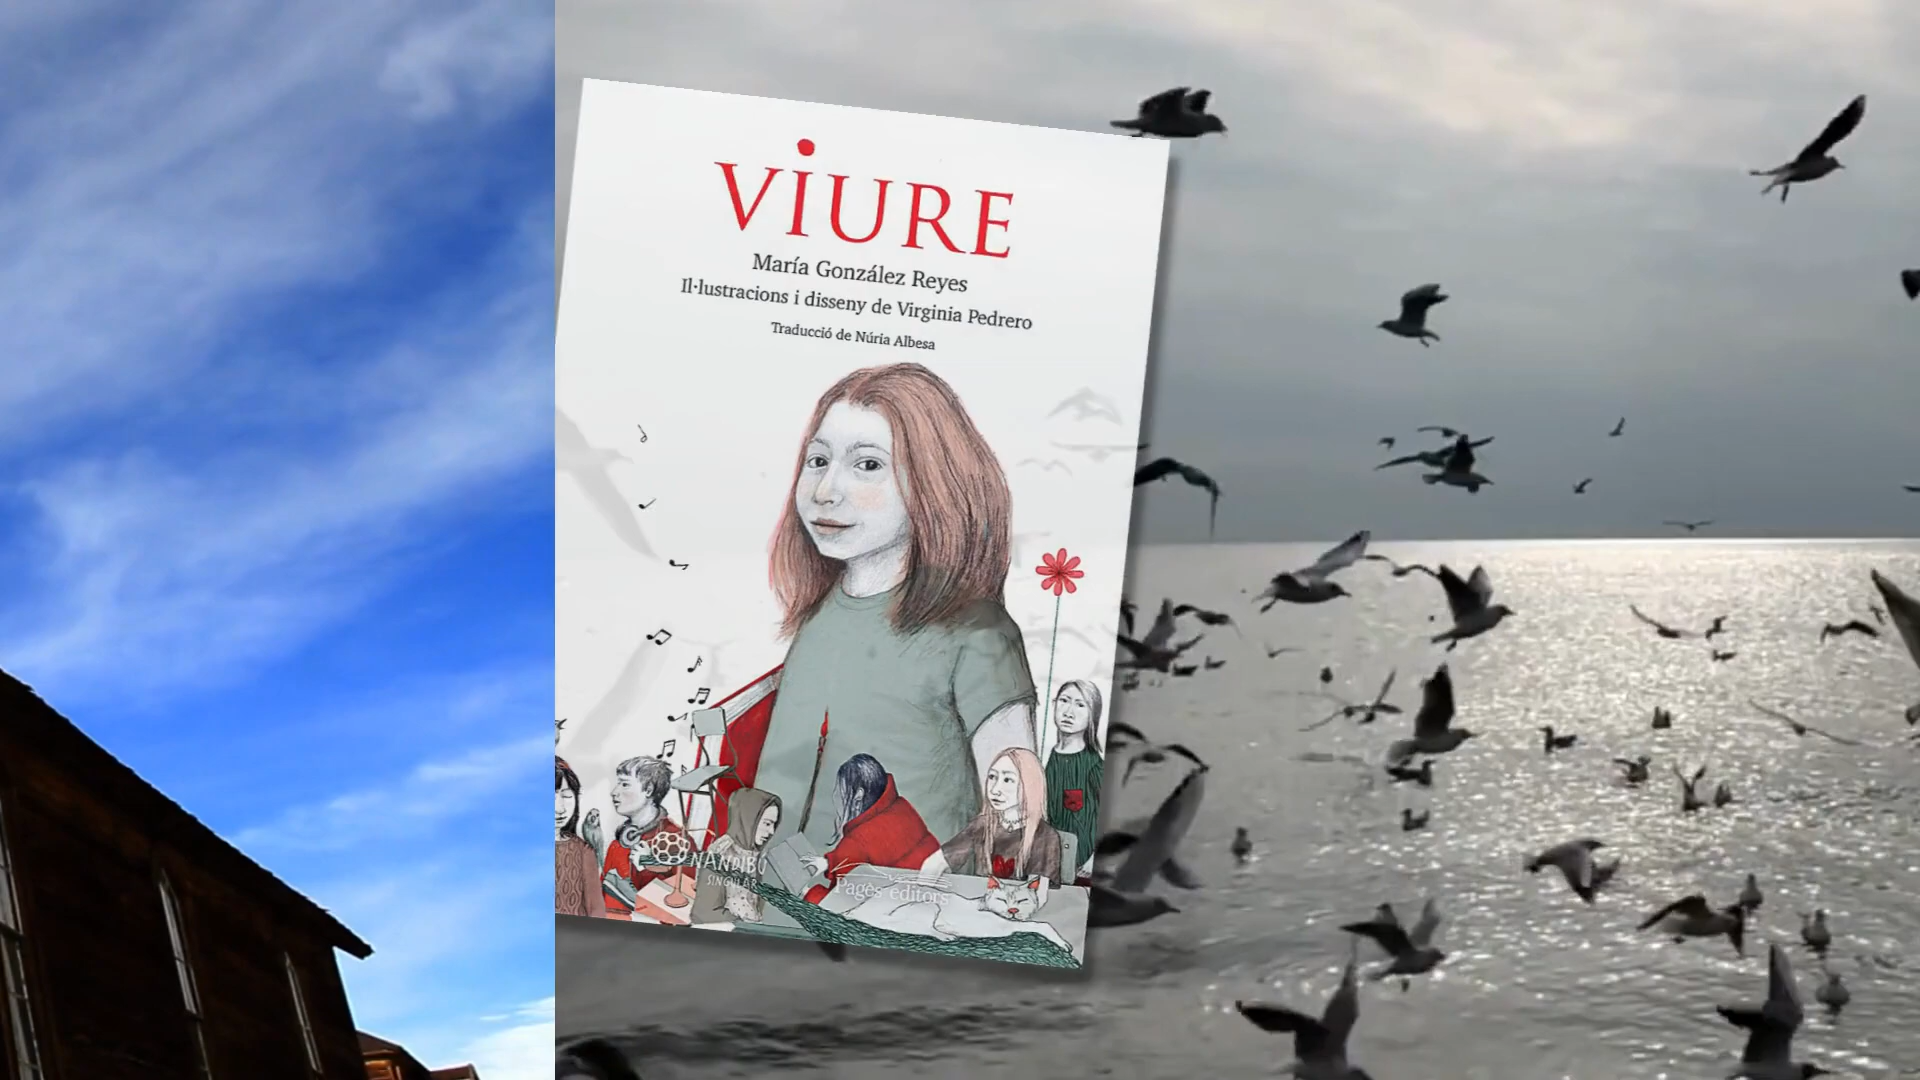 VIURE
María González Reyes
Il·lustracions i disseny de Virginia Pedrero
Traducció de Núria Albesa
NANDIBÚ
SINGULAR
Pagès editors